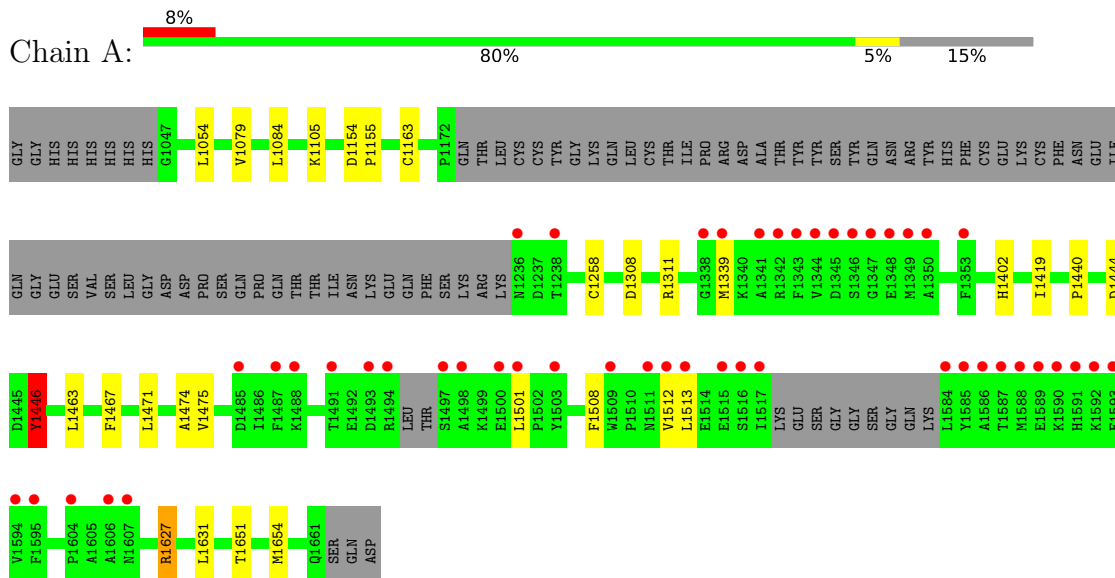 8%
Chain A:
80% 5% 15%
GLY GLY HIS HIS HIS HIS HIS HIS G1047 L1054 V1079 L1084 K1105 D1154 P1155 C1163 P1172 GLN THR LEU CYS CYS TYR GLY LYS GLN LEU CYS THR ILE PRO ARG ASP ALA THR TYR TYR SER TYR GLN ASN ARG TYR HIS PHE CYS GLU LYS CYS PHE ASN GLU ILE
GLN GLY GLU SER VAL SER LEU GLY ASP ASP PRO SER GLN PRO GLN THR THR ILE ASN LYS GLU GLN PHE SER LYS ARG LYS N1236 D1237 T1238 C1258 D1308 R1311 G1338 M1339 K1340 A1341 R1342 F1343 V1344 D1345 S1346 G1347 E1348 M1349 A1350 F1353 H1402 I1419 P1440
D1445 Y1446 L1463 F1467 L1471 A1474 V1475 D1485 I1486 F1487 K1488 T1491 E1492 D1493 R1494 LEU THR S1497 A1498 K1499 E1500 L1501 P1502 Y1503 F1508 W1509 P1510 N1511 V1512 L1513 E1514 E1515 S1516 I1517 LYS GLU SER GLY GLY SER GLY GLN LYS L1584 Y1585 A1586 T1587 M1588 E1589 K1590 H1591 K1592
V1594 F1595 P1604 A1605 A1606 N1607 R1627 L1631 T1651 M1654 Q1661 SER GLN ASP